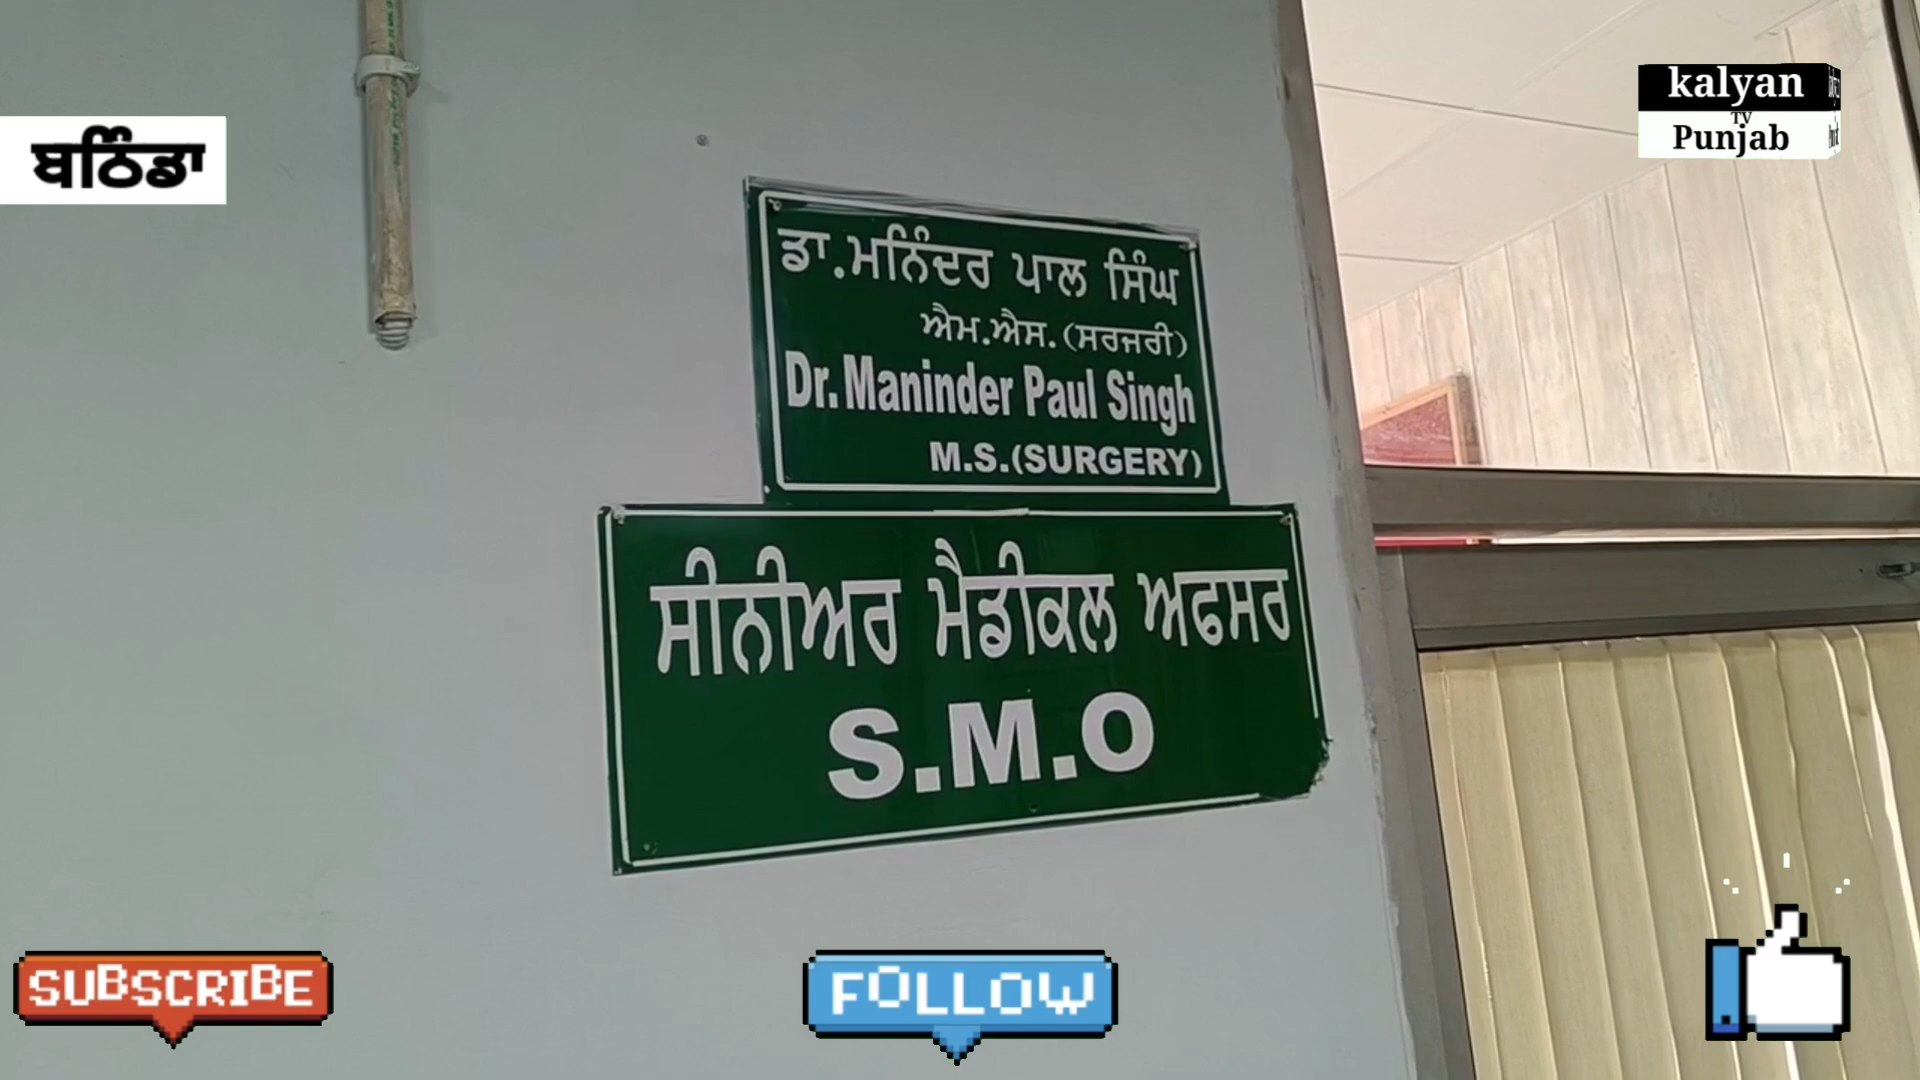 ਬਠਿੰਡਾ
kalyan
TV
Punjab
ਡਾ.ਮਨਿੰਦਰ ਪਾਲ ਸਿੰਘ
ਐਮ.ਐਸ.(ਸਰਜਰੀ)
Dr. Maninder Paul Singh
M.S.(SURGERY)
ਸੀਨੀਅਰ ਮੈਡੀਕਲ ਅਫਸਰ
S.M.O
SUBSCRIBE
FOLLOW